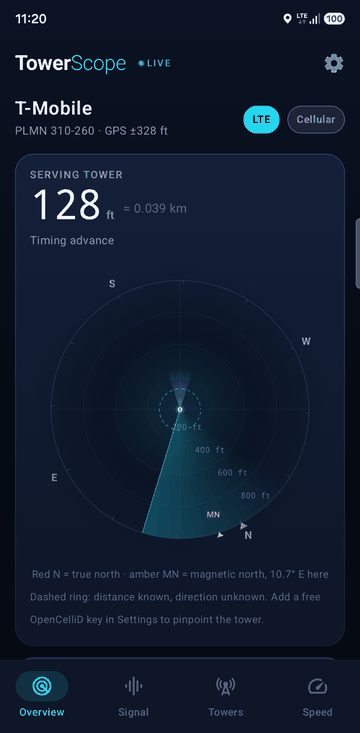 11:20
LTE
100
TowerScope
LIVE
T-Mobile
PLMN 310-260 · GPS ±328 ft
LTE
Cellular
SERVING TOWER
128 ft ≈ 0.039 km
Timing advance
S
W
200 ft
400 ft
E
600 ft
800 ft
MN
N
Red N = true north · amber MN = magnetic north, 10.7° E here
Dashed ring: distance known, direction unknown. Add a free
OpenCelliD key in Settings to pinpoint the tower.
Overview
Signal
Towers
Speed